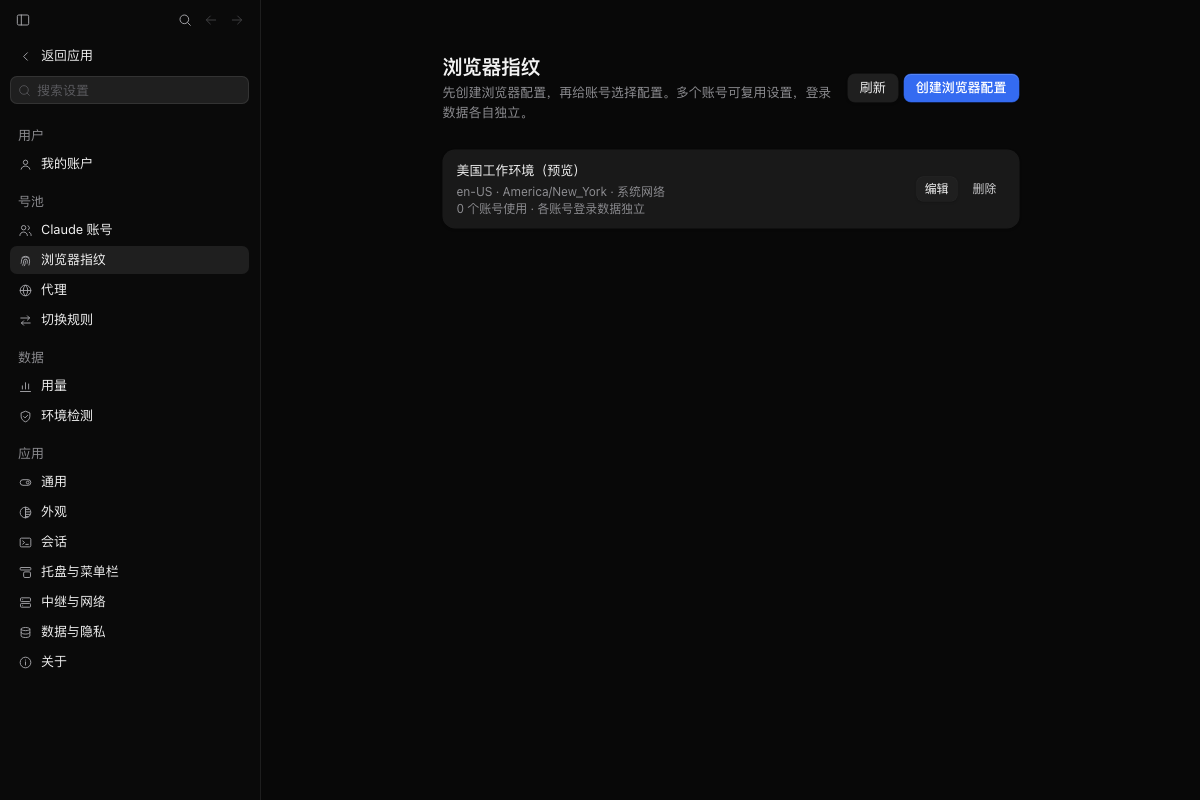 返回应用
搜索设置
用户
我的账户
号池
Claude 账号
浏览器指纹
代理
切换规则
数据
用量
环境检测
应用
通用
外观
会话
托盘与菜单栏
中继与网络
数据与隐私
关于
浏览器指纹
先创建浏览器配置，再给账号选择配置。多个账号可复用设置，登录
数据各自独立。
刷新
创建浏览器配置
美国工作环境（预览）
en-US · America/New_York · 系统网络
0 个账号使用 · 各账号登录数据独立
编辑
删除